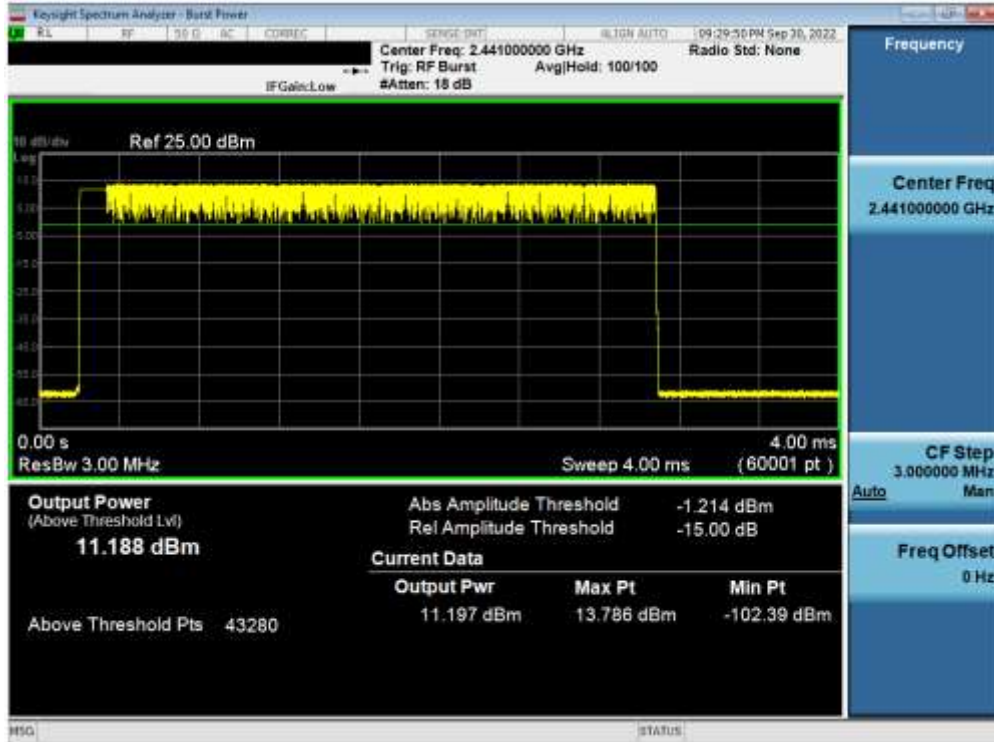 Keysight Spectrum Analyzer - Burst Power
RL RF 50 Ω AC CORREC SENSE:INT ALIGN AUTO 09:29:50 PM Sep 30, 2022
Center Freq: 2.441000000 GHz Radio Std: None
Trig: RF Burst Avg|Hold: 100/100
IFGain:Low #Atten: 18 dB
Frequency
10 dB/div Ref 25.00 dBm
Log
15.0
5.00
-5.00
Center Freq
2.441000000 GHz
0.00 s 4.00 ms
ResBw 3.00 MHz Sweep 4.00 ms (60001 pt)
CF Step
3.000000 MHz
Auto Man
Output Power
(Above Threshold Lvl)
11.188 dBm
Abs Amplitude Threshold -1.214 dBm
Rel Amplitude Threshold -15.00 dB
Current Data
Output Pwr Max Pt Min Pt
11.197 dBm 13.786 dBm -102.39 dBm
Above Threshold Pts 43280
Freq Offset
0 Hz
MSG STATUS